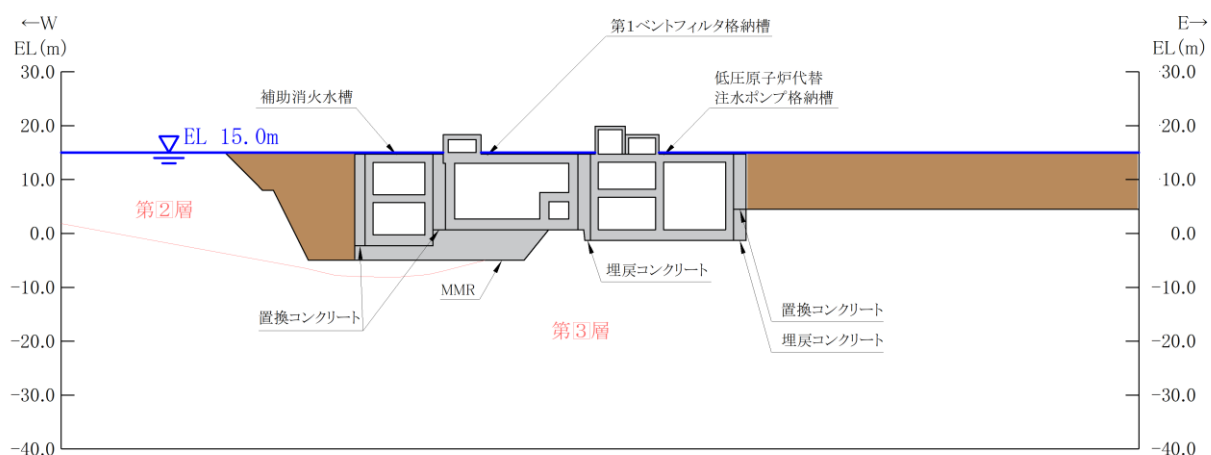 ←W
EL(m)
E→
EL(m)
第1ベントフィルタ格納槽
低圧原子炉代替
注水ポンプ格納槽
補助消火水槽
30.0
20.0
10.0
0.0
-10.0
-20.0
-30.0
-40.0
30.0
20.0
10.0
0.0
-10.0
-20.0
-30.0
-40.0
EL 15.0m
第②層
埋戻コンクリート
MMR
置換コンクリート
第③層
置換コンクリート
埋戻コンクリート